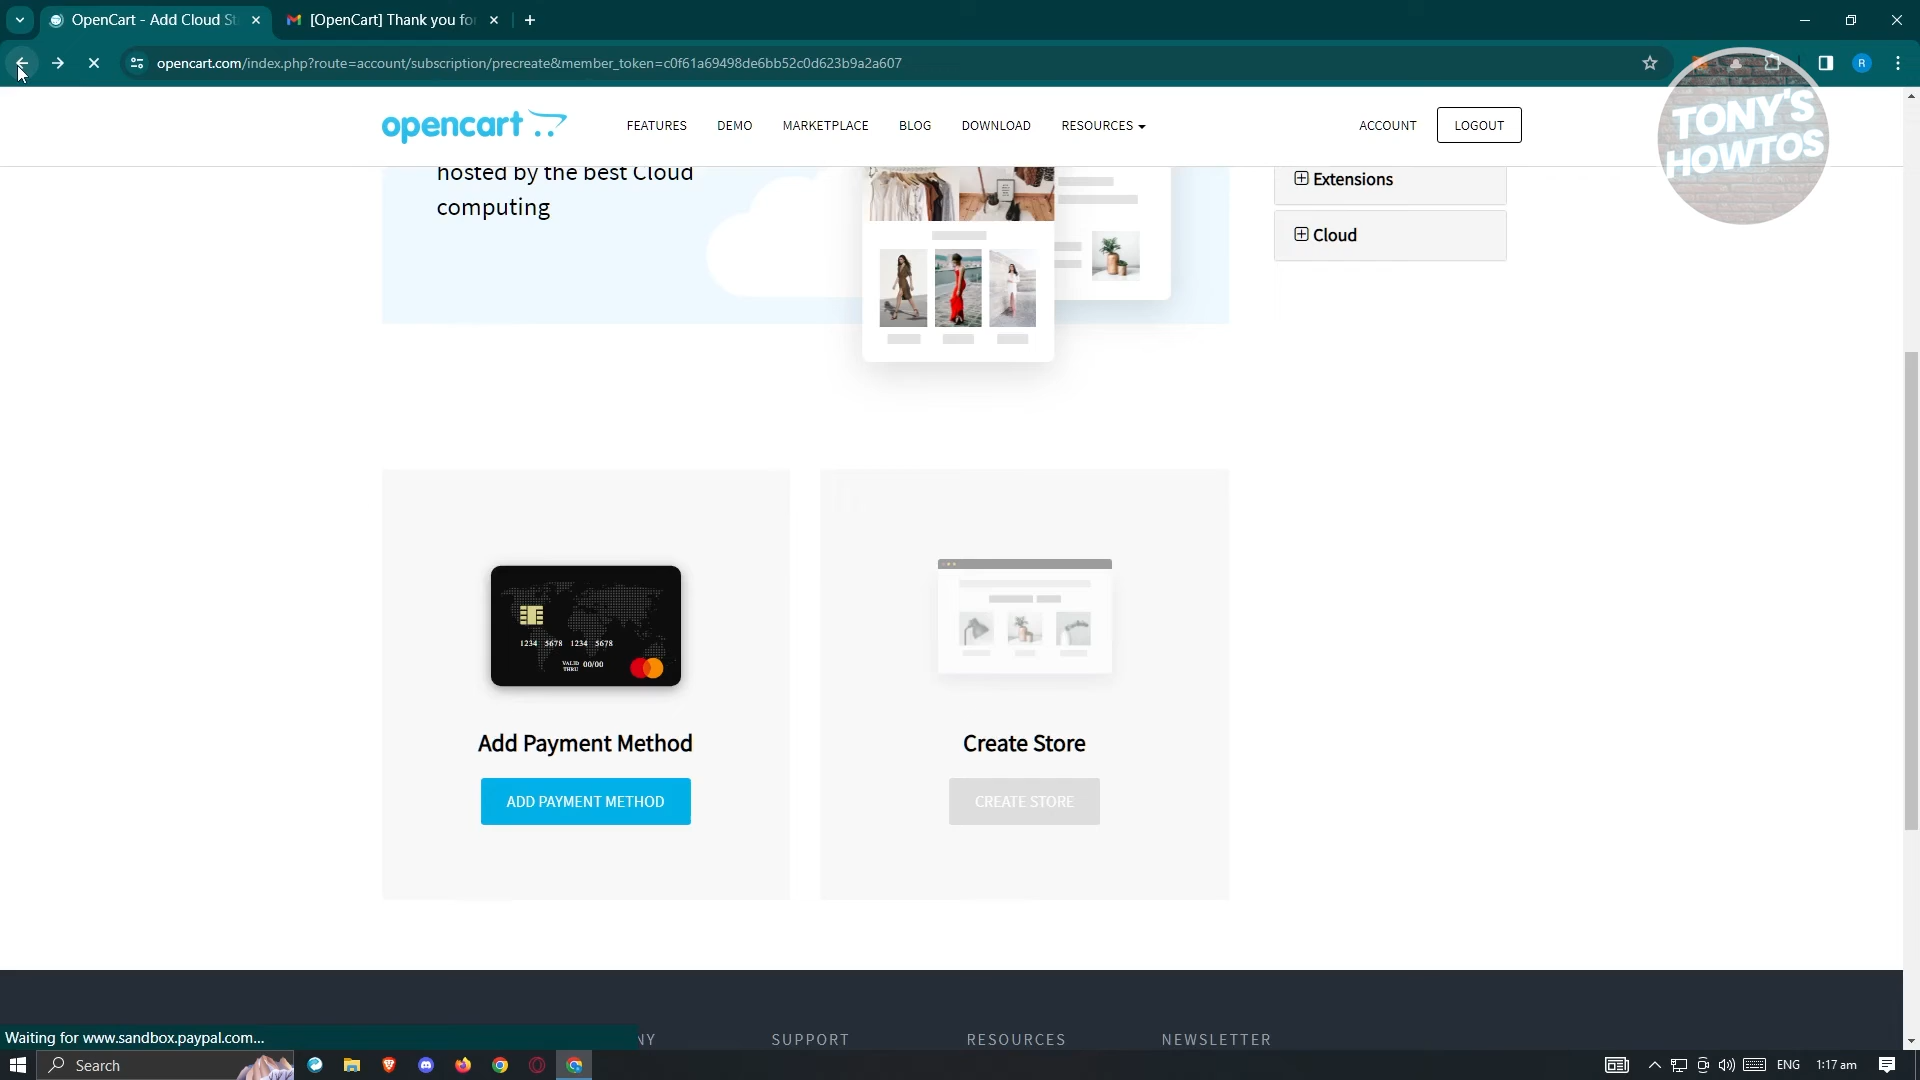 OpenCart - Add Cloud St
[OpenCart] Thank you for
opencart.com/index.php?route=account/subscription/precreate&member_token=c0f61a69498de6bb52c0d623b9a2a607
R
opencart
FEATURES
DEMO
MARKETPLACE
BLOG
DOWNLOAD
RESOURCES
ACCOUNT
LOGOUT
TONY'S
HOWTOS
hosted by the best Cloud
computing
Extensions
Cloud
1234 5678 1234 5678
VALID
THRU 00/00
Add Payment Method
ADD PAYMENT METHOD
Create Store
CREATE STORE
NY
SUPPORT
RESOURCES
NEWSLETTER
Waiting for www.sandbox.paypal.com...
Search
ENG
1:17 am